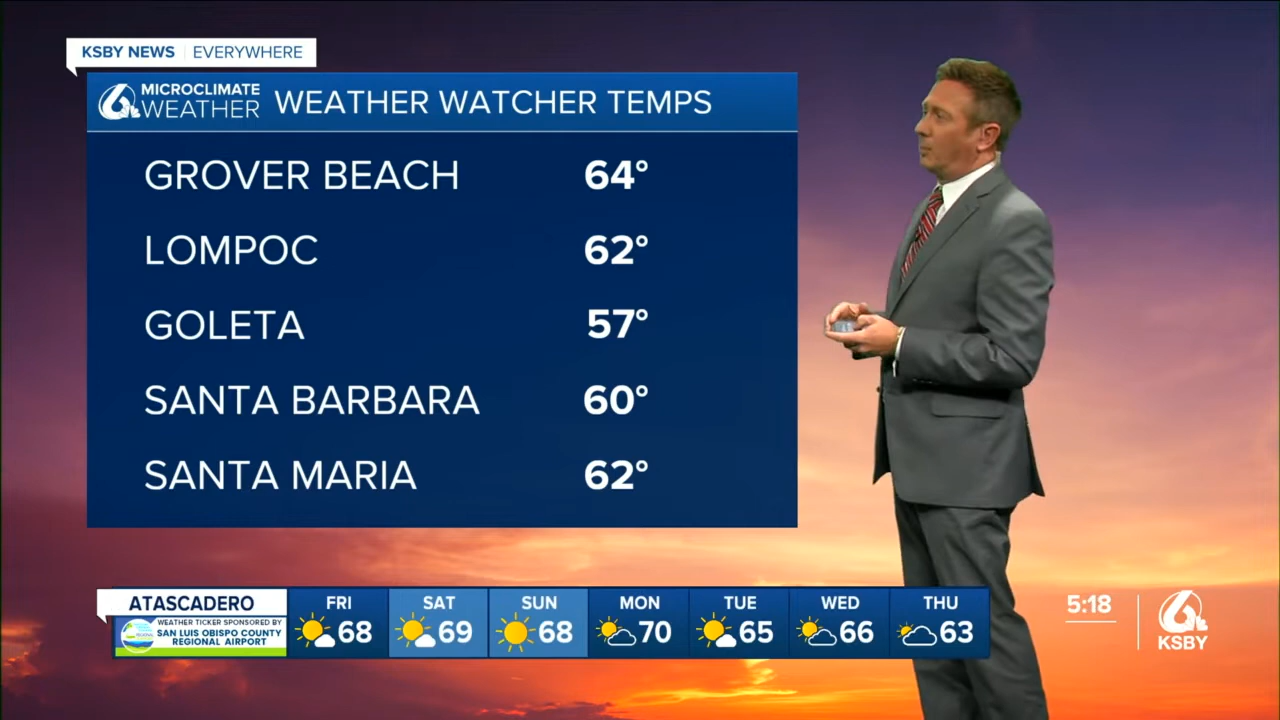 KSBY NEWS | EVERYWHERE
6 MICROCLIMATE
WEATHER
WEATHER WATCHER TEMPS
GROVER BEACH 64°
LOMPOC 62°
GOLETA 57°
SANTA BARBARA 60°
SANTA MARIA 62°
ATASCADERO
WEATHER TICKER SPONSORED BY
SAN LUIS OBISPO COUNTY
REGIONAL AIRPORT
FRI 68
SAT 69
SUN 68
MON 70
TUE 65
WED 66
THU 63
5:18
6
KSBY